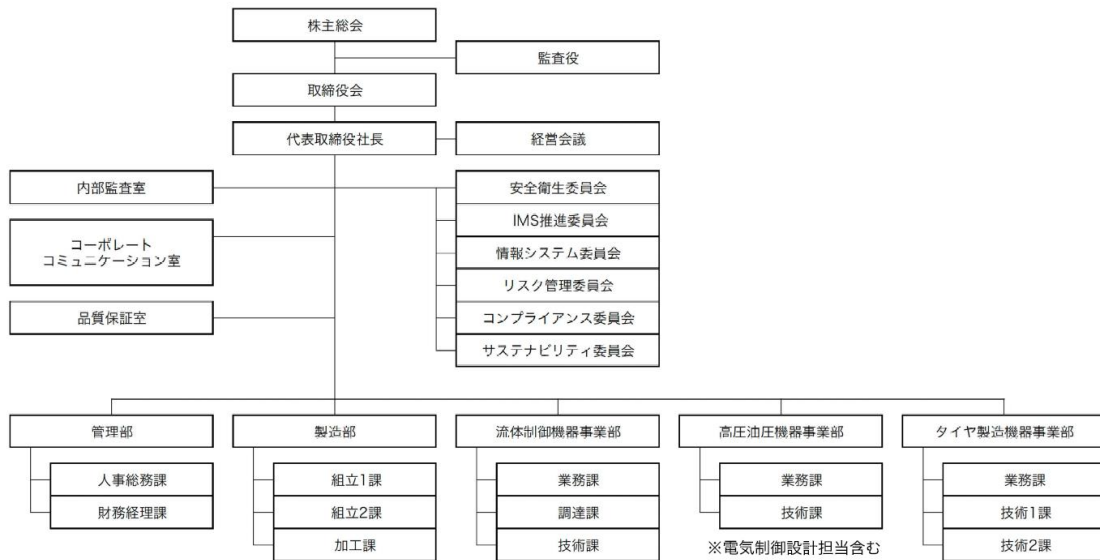 株主総会
監査役
取締役会
代表取締役社長
経営会議
内部監査室
安全衛生委員会
IMS推進委員会
コーポレート
コミュニケーション室
情報システム委員会
リスク管理委員会
品質保証室
コンプライアンス委員会
サステナビリティ委員会
管理部
製造部
流体制御機器事業部
高圧油圧機器事業部
タイヤ製造機器事業部
人事総務課
組立1課
業務課
業務課
業務課
財務経理課
組立2課
調達課
技術課
技術1課
加工課
技術課
※電気制御設計担当含む
技術2課